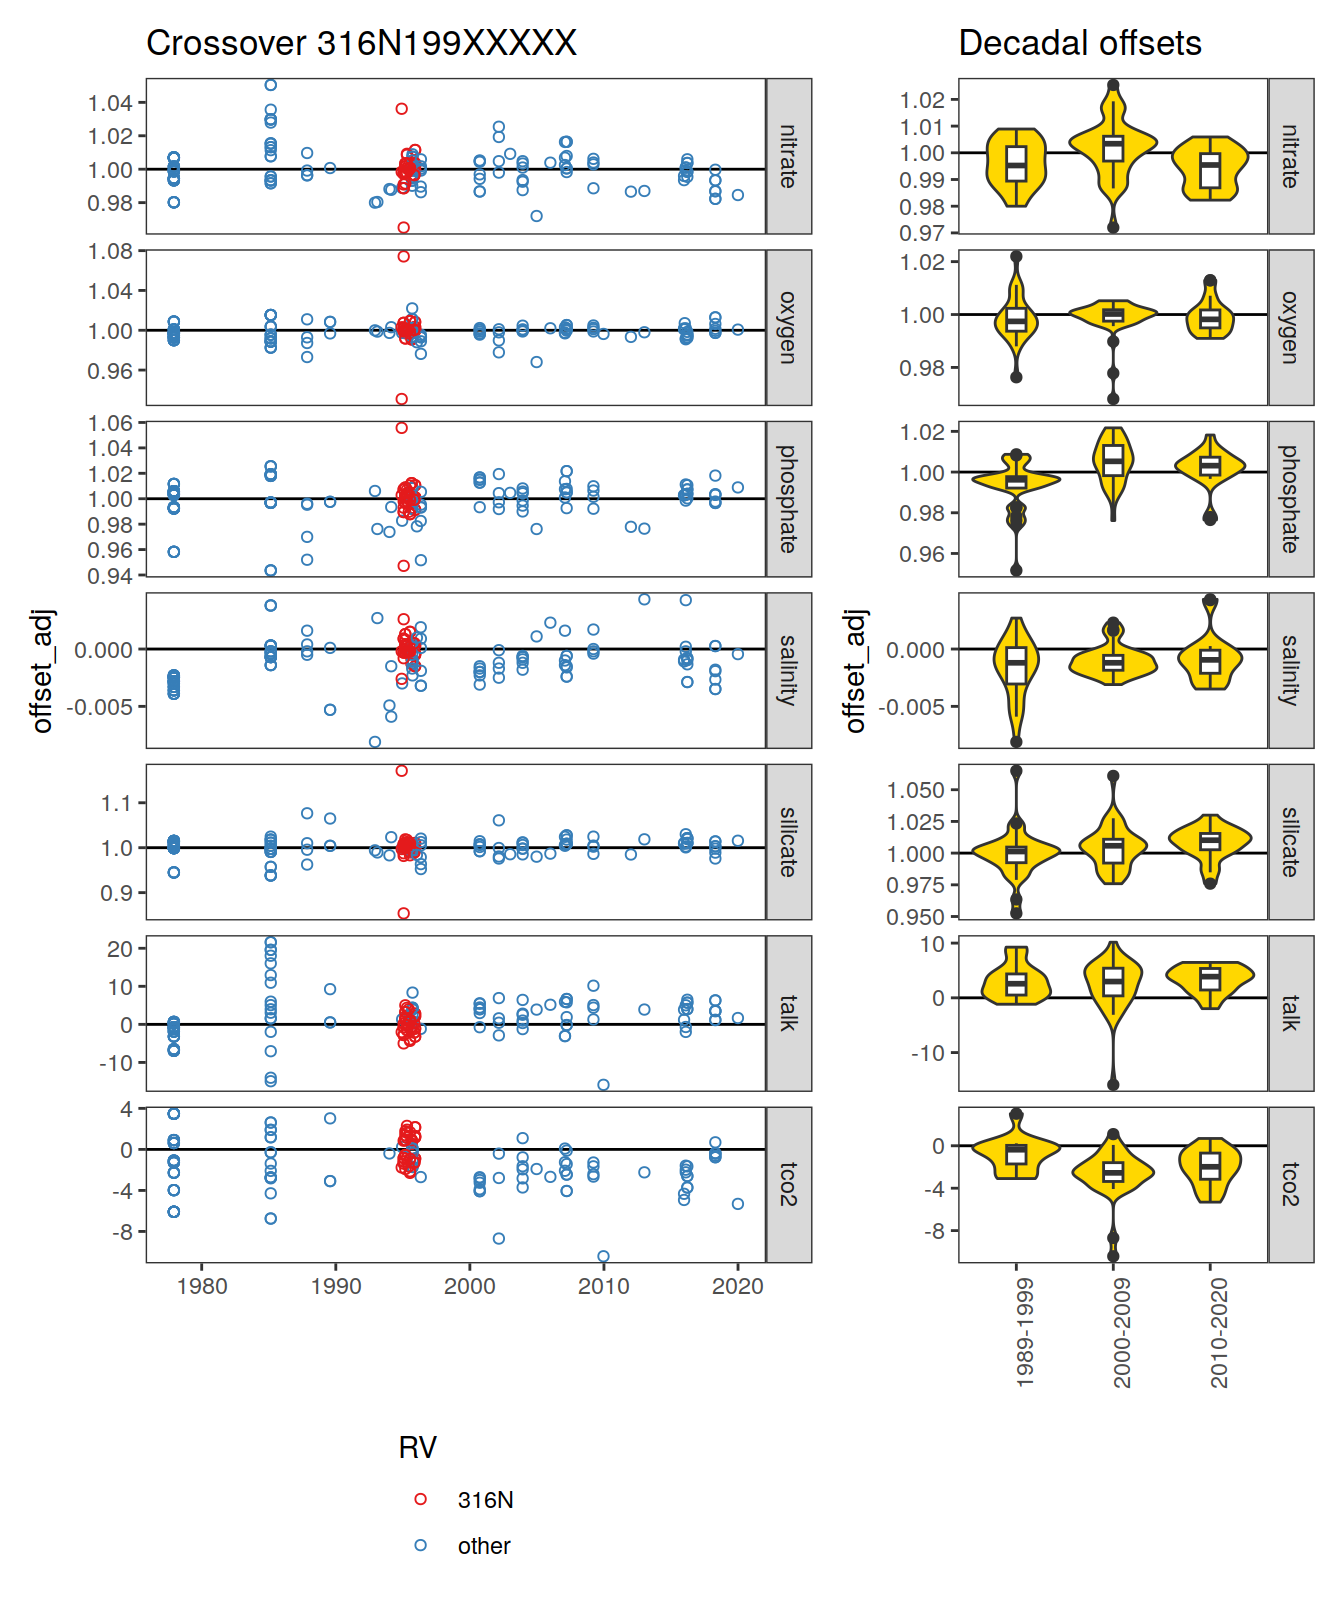 Crossover 316N199XXXXX
Decadal offsets
offset_adj
1.04
1.02
1.00
0.98
nitrate
1.08
1.04
1.00
0.96
oxygen
1.06
1.04
1.02
1.00
0.98
0.96
0.94
phosphate
0.000
-0.005
salinity
1.1
1.0
0.9
silicate
20
10
0
-10
talk
4
0
-4
-8
tco2
1980
1990
2000
2010
2020
offset_adj
1.02
1.01
1.00
0.99
0.98
0.97
nitrate
1.02
1.00
0.98
oxygen
1.02
1.00
0.98
0.96
phosphate
0.000
-0.005
salinity
1.050
1.025
1.000
0.975
0.950
silicate
10
0
-10
talk
0
-4
-8
tco2
1989-1999
2000-2009
2010-2020
RV
316N
other